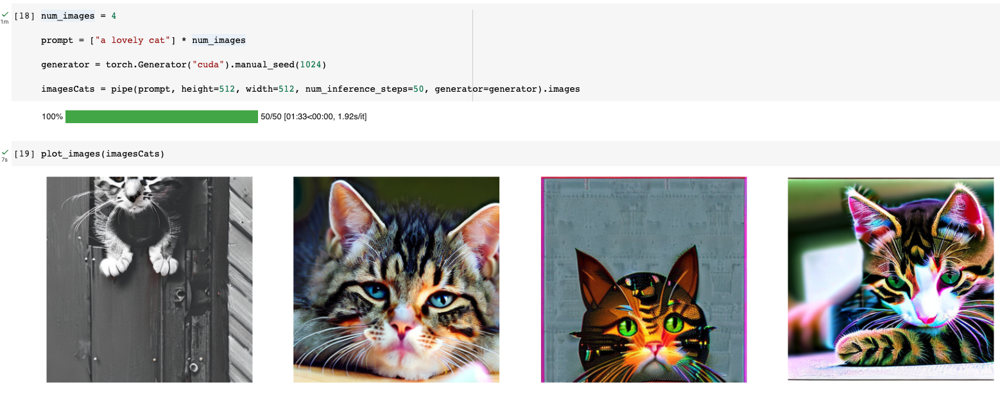 [18] num_images = 4
1m
prompt = ["a lovely cat"] * num_images
generator = torch.Generator("cuda").manual_seed(1024)
imagesCats = pipe(prompt, height=512, width=512, num_inference_steps=50, generator=generator).images
100% 50/50 [01:33<00:00, 1.92s/it]
[19] plot_images(imagesCats)
7s